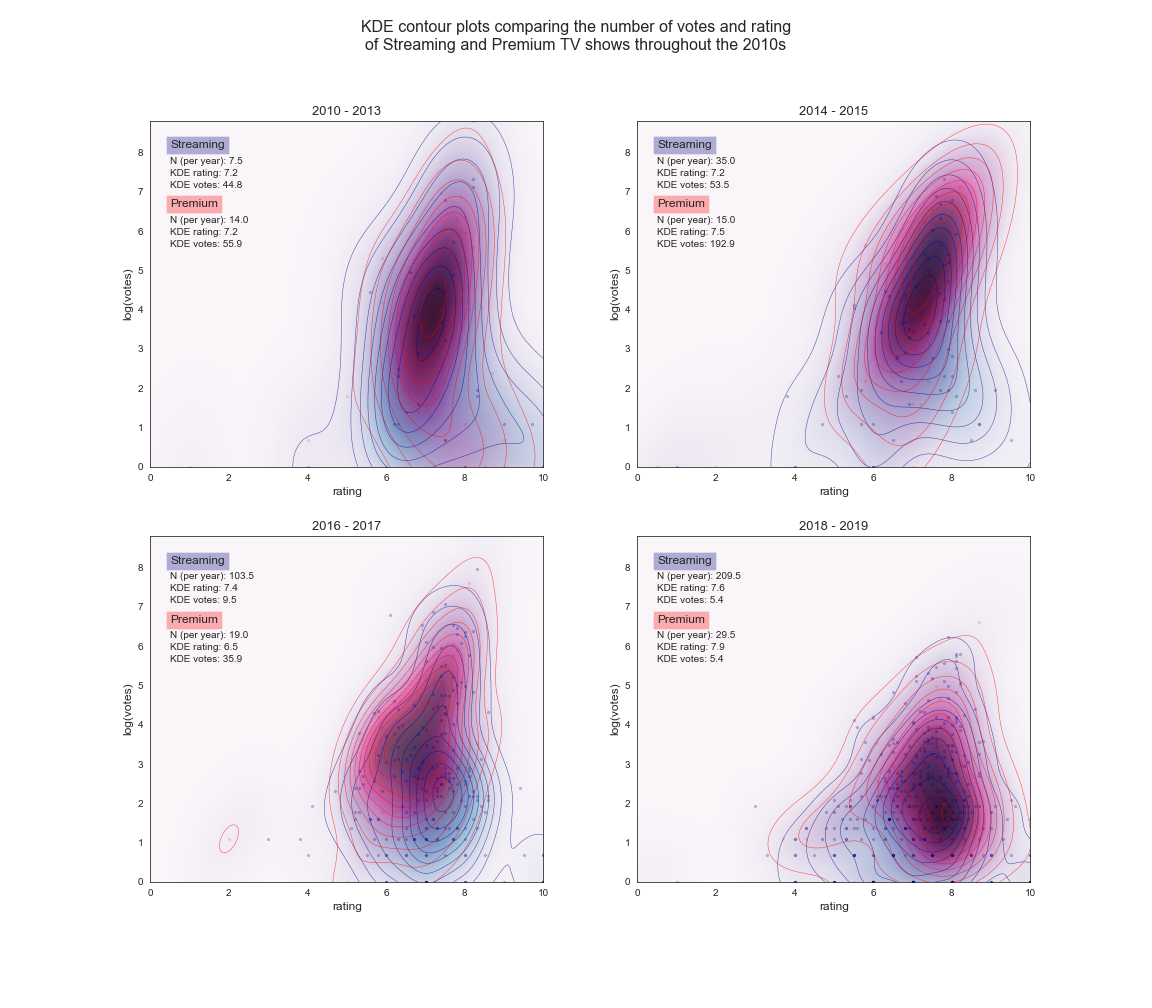 KDE contour plots comparing the number of votes and rating
of Streaming and Premium TV shows throughout the 2010s
2010 - 2013
Streaming
N (per year): 7.5
KDE rating: 7.2
KDE votes: 44.8
Premium
N (per year): 14.0
KDE rating: 7.2
KDE votes: 55.9
log(votes)
8
7
6
5
4
3
2
1
0
0 2 4 6 8 10
rating
2014 - 2015
Streaming
N (per year): 35.0
KDE rating: 7.2
KDE votes: 53.5
Premium
N (per year): 15.0
KDE rating: 7.5
KDE votes: 192.9
log(votes)
8
7
6
5
4
3
2
1
0
0 2 4 6 8 10
rating
2016 - 2017
Streaming
N (per year): 103.5
KDE rating: 7.4
KDE votes: 9.5
Premium
N (per year): 19.0
KDE rating: 6.5
KDE votes: 35.9
log(votes)
8
7
6
5
4
3
2
1
0
0 2 4 6 8 10
rating
2018 - 2019
Streaming
N (per year): 209.5
KDE rating: 7.6
KDE votes: 5.4
Premium
N (per year): 29.5
KDE rating: 7.9
KDE votes: 5.4
log(votes)
8
7
6
5
4
3
2
1
0
0 2 4 6 8 10
rating